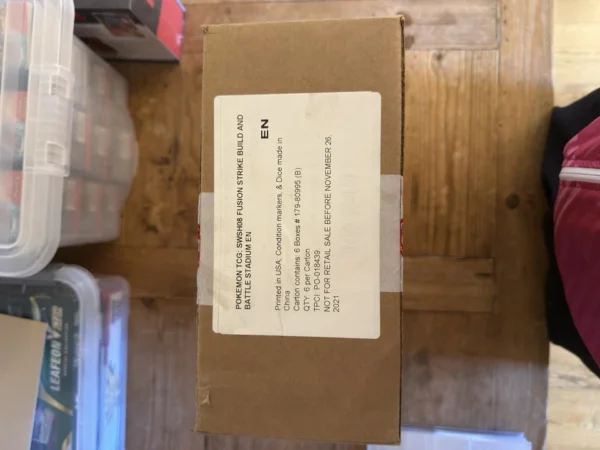 POKEMON TCG: SWSH08 FUSION STRIKE BUILD AND
BATTLE STADIUM EN
EN
Printed in USA, Condition markers, & Dice made in
China
Carton contains: 6 Boxes # 179-80995 (B)
QTY: 6 per Carton
TPCI: PO-018439
NOT FOR RETAIL SALE BEFORE NOVEMBER 26,
2021
LEAFEON V